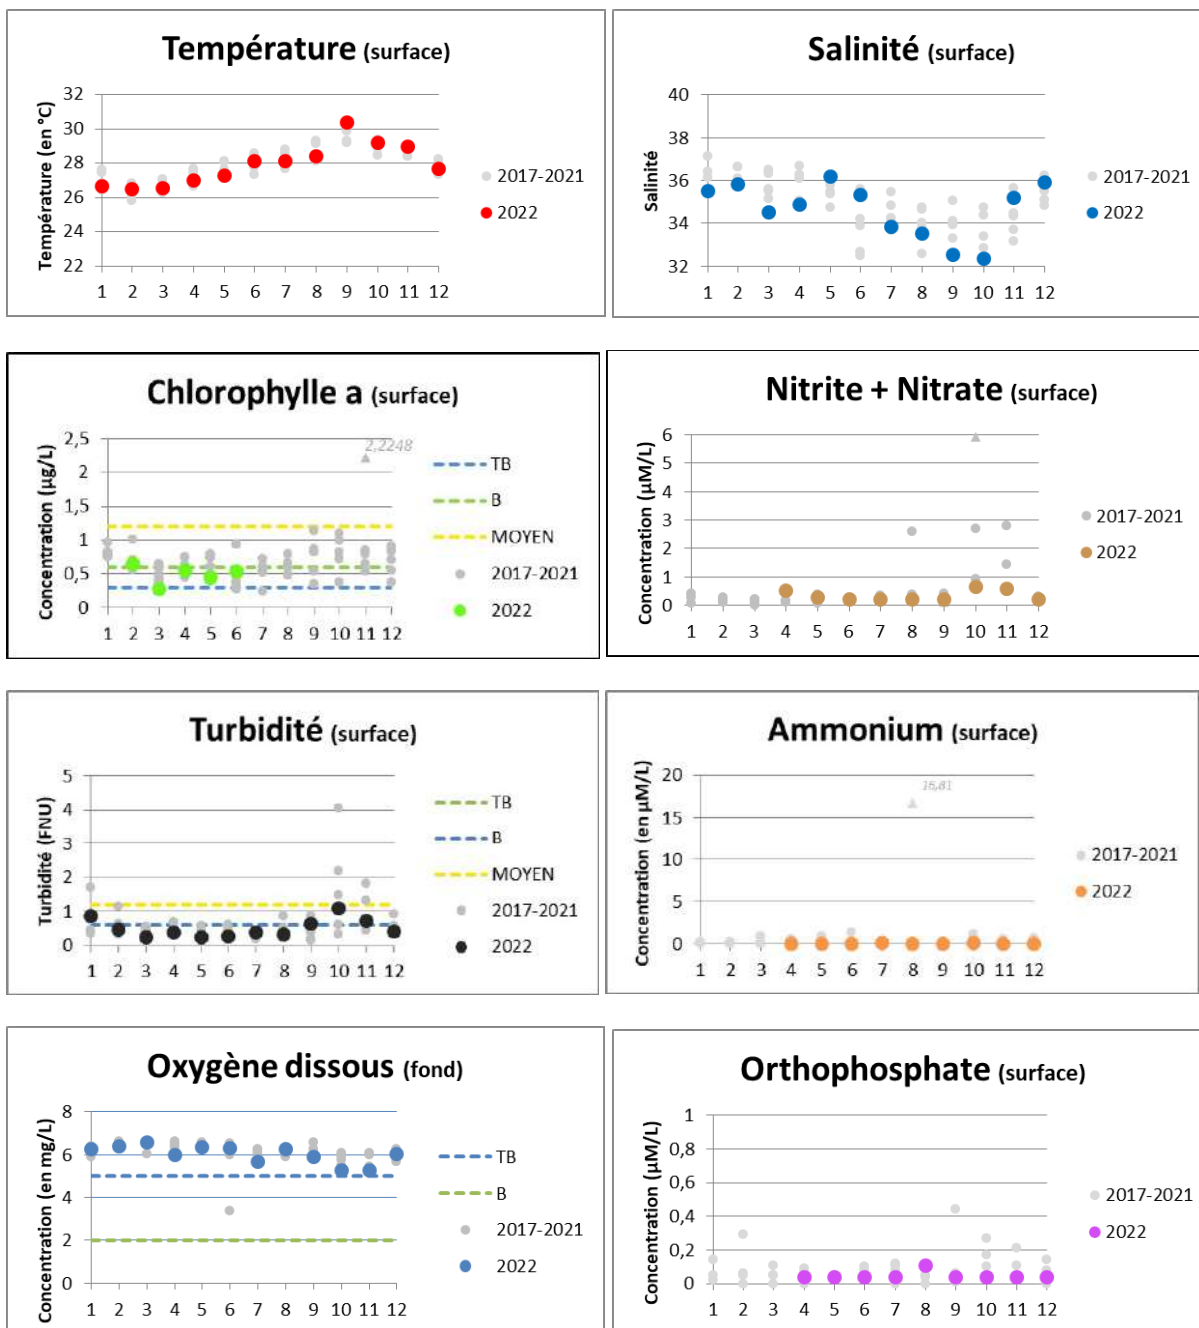 Température (surface)
Température (en °C)
32
30
28
26
24
22
1 2 3 4 5 6 7 8 9 10 11 12
2017-2021
2022
Salinité (surface)
Salinité
40
38
36
34
32
1 2 3 4 5 6 7 8 9 10 11 12
2017-2021
2022
Chlorophylle a (surface)
Concentration (µg/L)
2,5
2
1,5
1
0,5
0
2,2248
1 2 3 4 5 6 7 8 9 10 11 12
TB
B
MOYEN
2017-2021
2022
Nitrite + Nitrate (surface)
Concentration (µM/L)
6
5
4
3
2
1
0
1 2 3 4 5 6 7 8 9 10 11 12
2017-2021
2022
Turbidité (surface)
Turbidité (FNU)
5
4
3
2
1
0
1 2 3 4 5 6 7 8 9 10 11 12
TB
B
MOYEN
2017-2021
2022
Ammonium (surface)
Concentration (en µM/L)
20
15
10
5
0
16,81
1 2 3 4 5 6 7 8 9 10 11 12
2017-2021
2022
Oxygène dissous (fond)
Concentration (en mg/L)
8
6
4
2
0
1 2 3 4 5 6 7 8 9 10 11 12
TB
B
2017-2021
2022
Orthophosphate (surface)
Concentration (µM/L)
1
0,8
0,6
0,4
0,2
0
1 2 3 4 5 6 7 8 9 10 11 12
2017-2021
2022